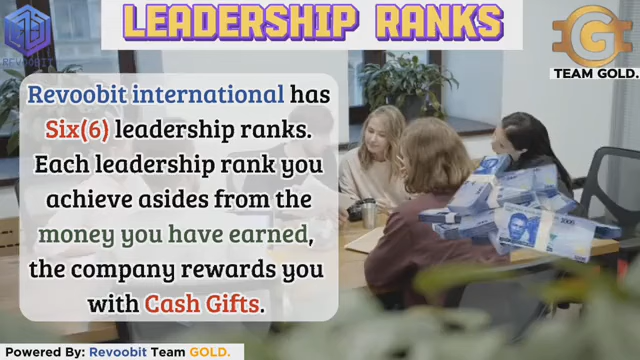 LEADERSHIP RANKS
REVOOBIT
TEAM GOLD.
Revoobit international has
Six(6) leadership ranks.
Each leadership rank you
achieve asides from the
money you have earned,
the company rewards you
with Cash Gifts.
1000
Powered By: Revoobit Team GOLD.